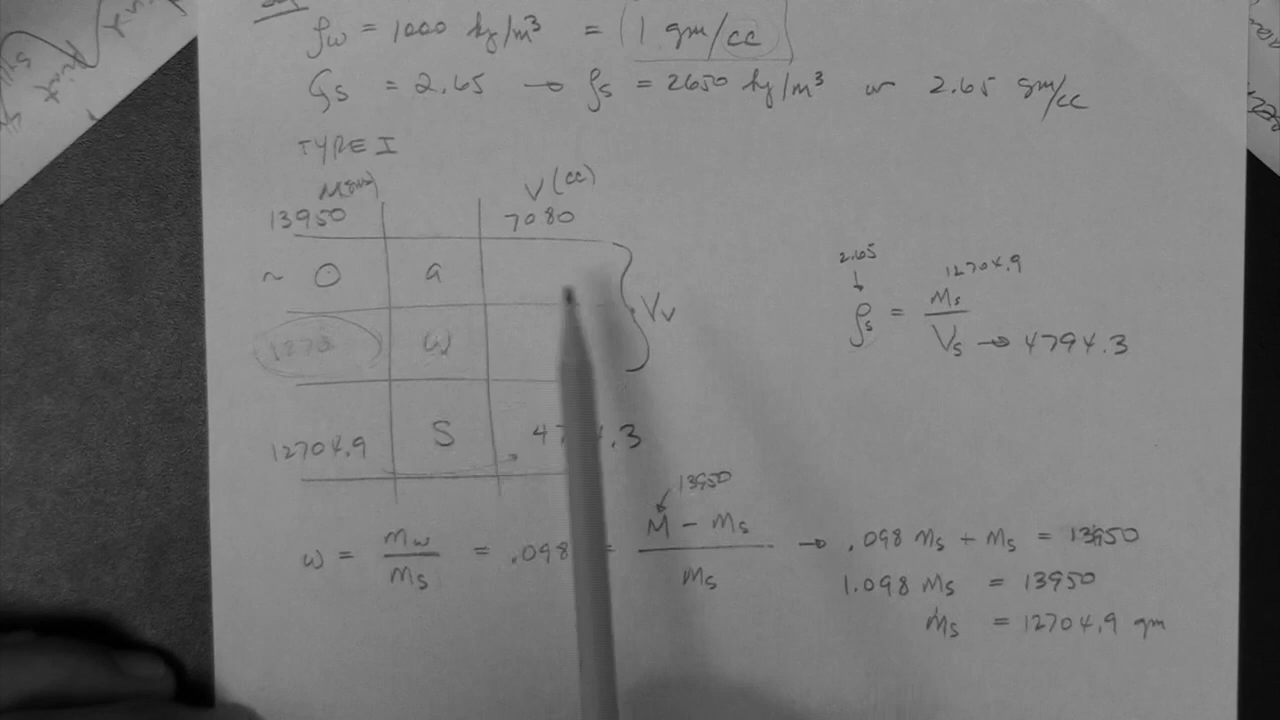 ρw = 1000 kg/m³ = (1 gm/cc)
Gs = 2.65 → ρs = 2650 kg/m³ or 2.65 gm/cc
TYPE I
M(gm) V(cc)
13950 7080
~ 0 a
Vv
w
12704.9 S 4 .3
2.65
12704.9
ρs = Ms / Vs → 4794.3
13950
w = Mw / Ms = .098 = M - Ms / Ms → .098 Ms + Ms = 13950
1.098 Ms = 13950
Ms = 12704.9 gm